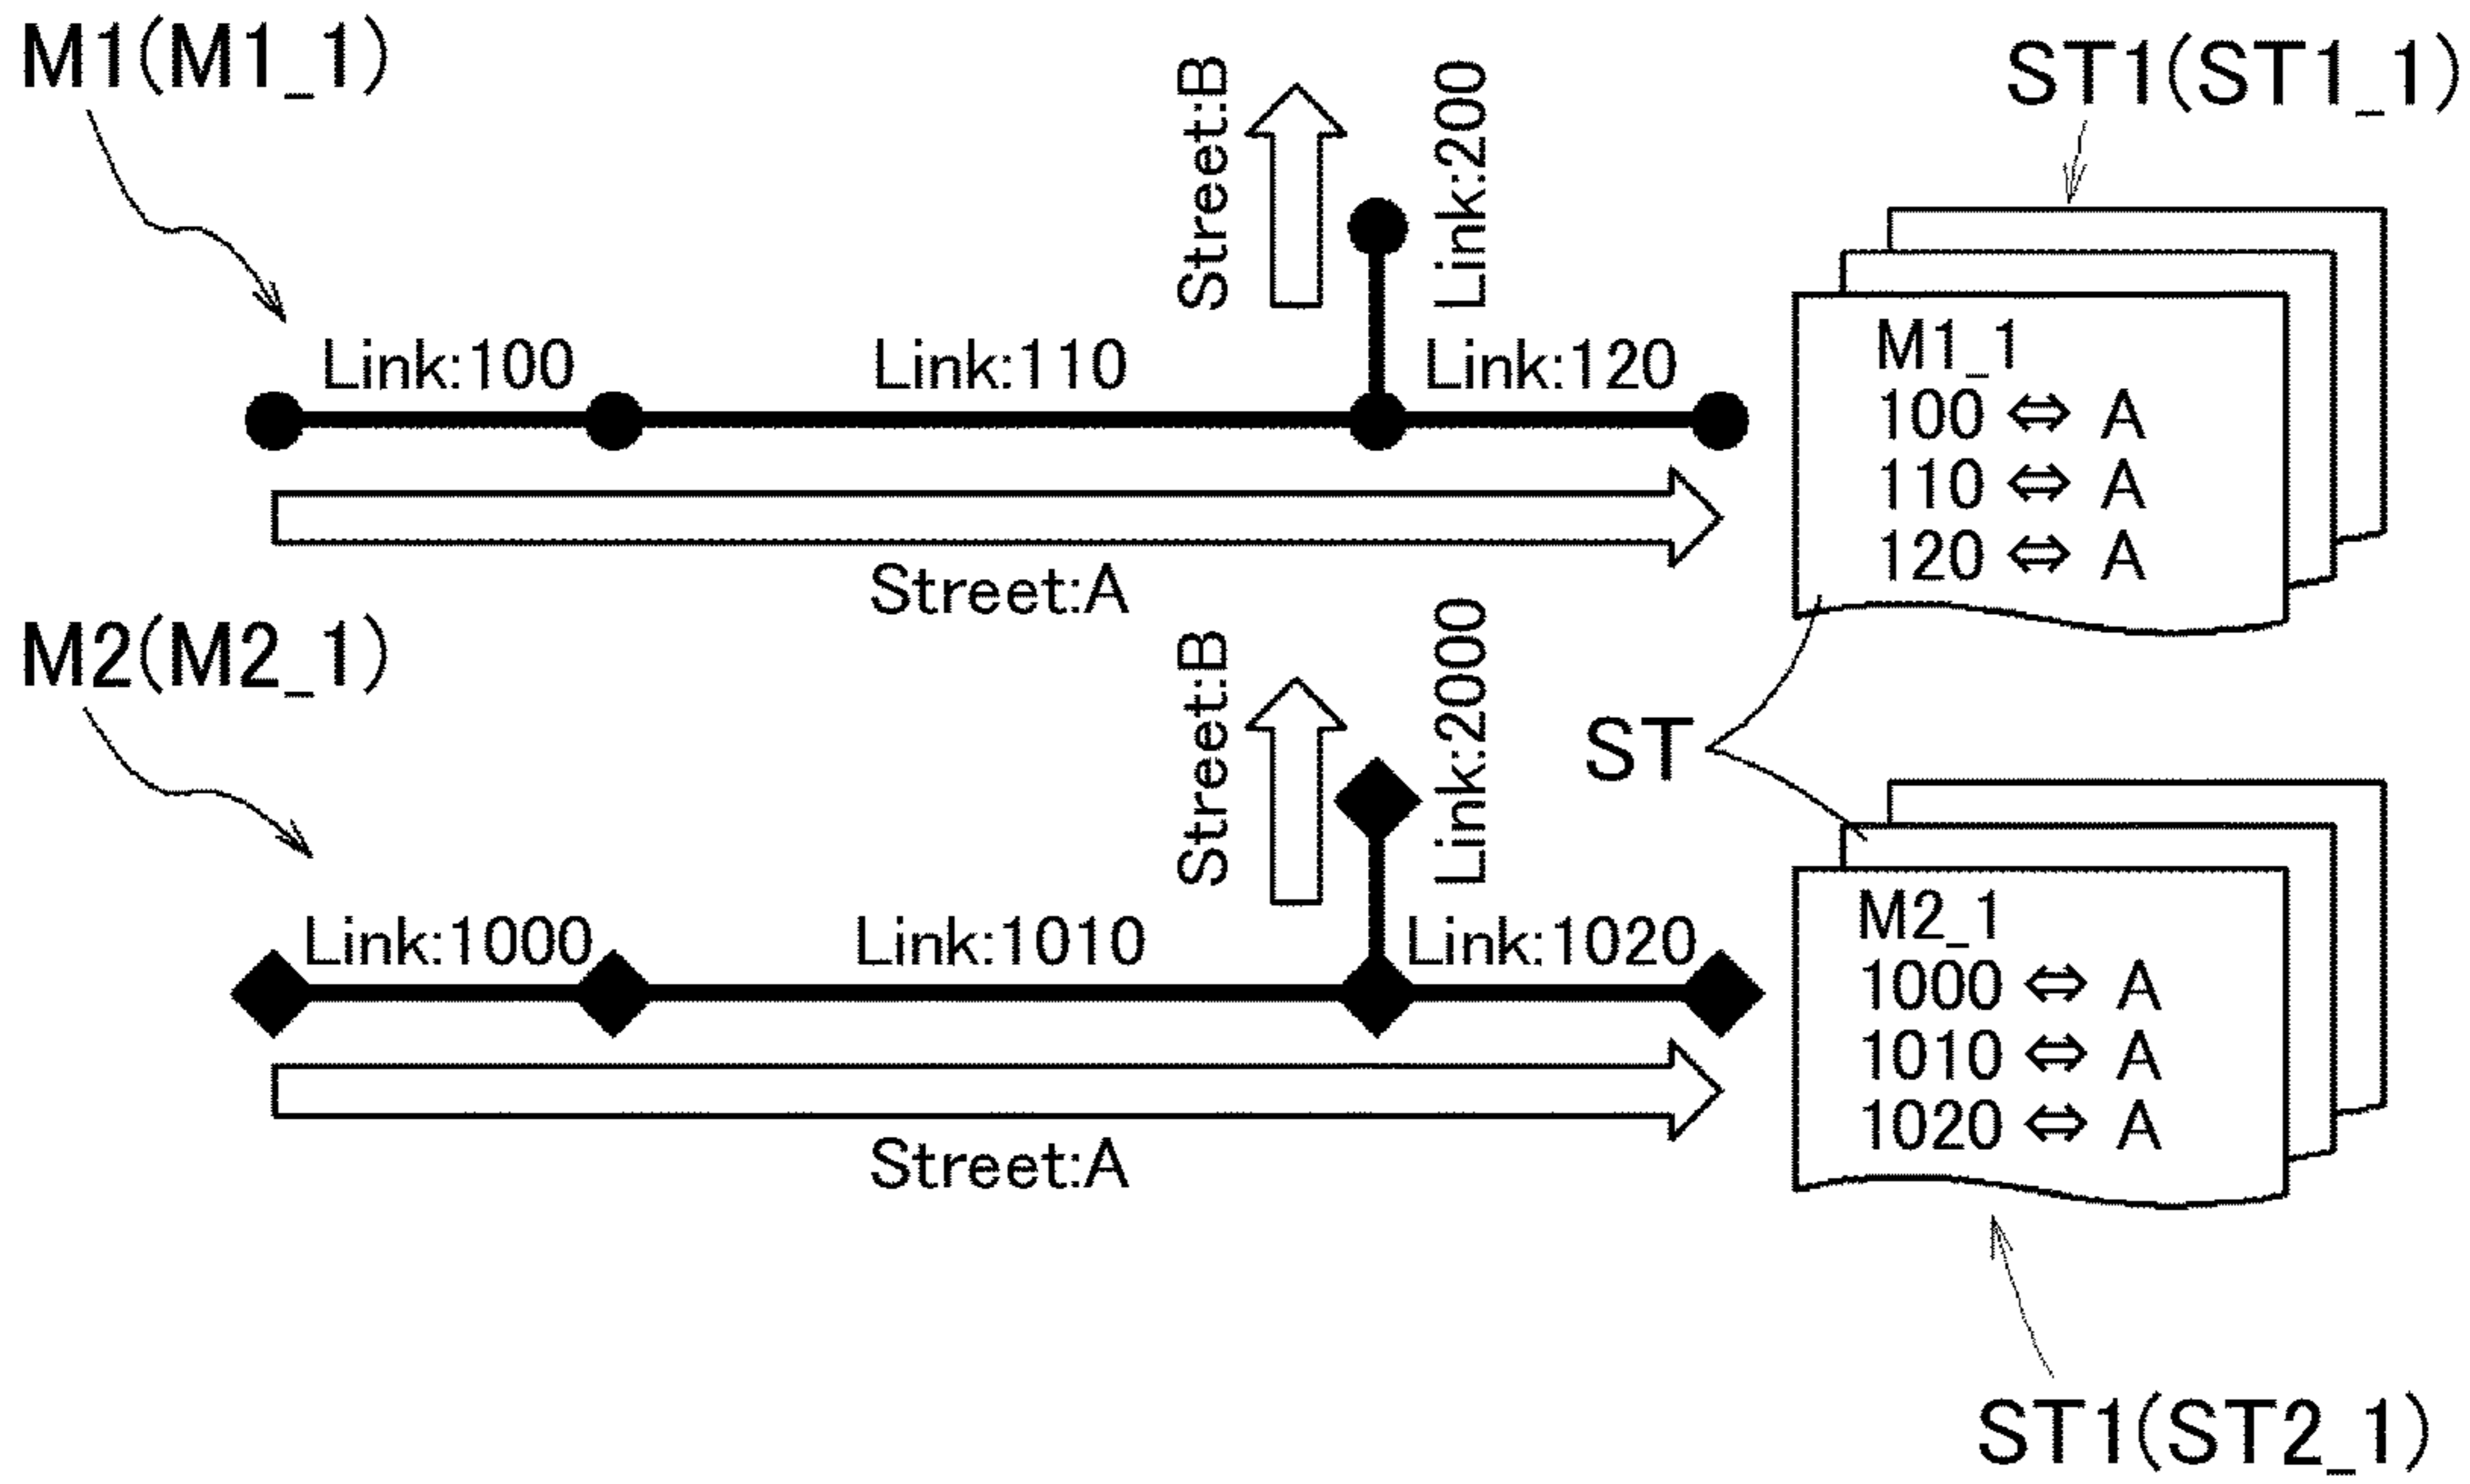 M1(M1_1)
Street:B
Link:200
ST1(ST1_1)
Link:100
Link:110
Link:120
Street:A
M1_1
100 ⇔ A
110 ⇔ A
120 ⇔ A
M2(M2_1)
Street:B
Link:2000
ST
Link:1000
Link:1010
Link:1020
Street:A
M2_1
1000 ⇔ A
1010 ⇔ A
1020 ⇔ A
ST1(ST2_1)